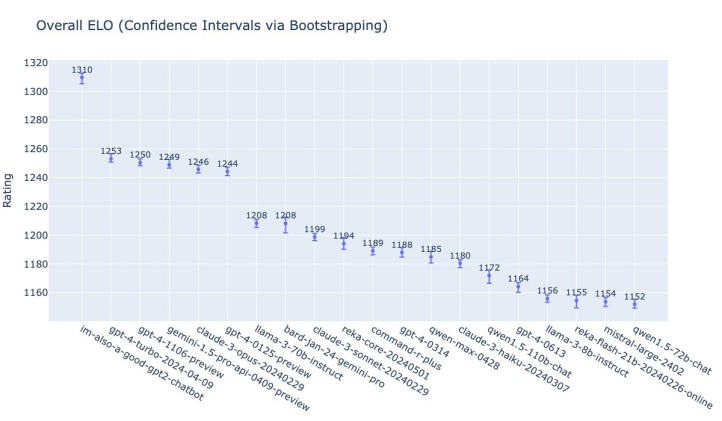 Overall ELO (Confidence Intervals via Bootstrapping)
1320
1300
1280
1260
1240
1220
1200
1180
1160
Rating
1310
1253
1250
1249
1246
1244
1208
1208
1199
1194
1189
1188
1185
1180
1172
1164
1156
1155
1154
1152
im-also-a-good-gpt2-chatbot
gpt-4-turbo-2024-04-09
gpt-4-1106-preview
gemini-1.5-pro-api-0409-preview
claude-3-opus-20240229
gpt-4-0125-preview
llama-3-70b-instruct
bard-jan-24-gemini-pro
claude-3-sonnet-20240229
reka-core-20240501
command-r-plus
gpt-4-0314
qwen-max-0428
claude-3-haiku-20240307
qwen1.5-110b-chat
gpt-4-0613
llama-3-8b-instruct
reka-flash-21b-20240226-online
mistral-large-2402
qwen1.5-72b-chat